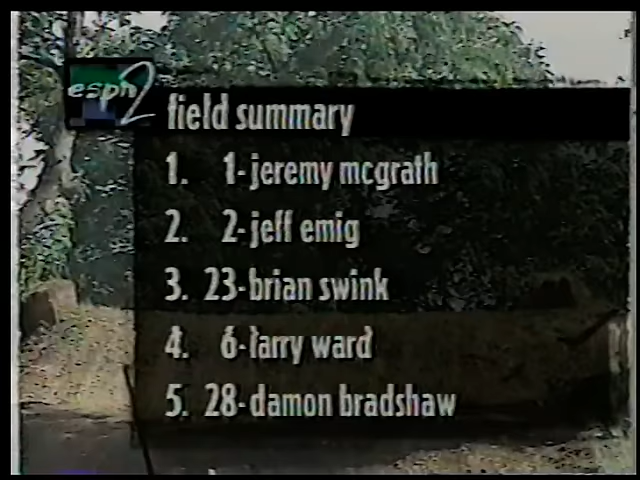 espn2
field summary
1. 1-jeremy mcgrath
2. 2-jeff emig
3. 23-brian swink
4. 6-larry ward
5. 28-damon bradshaw